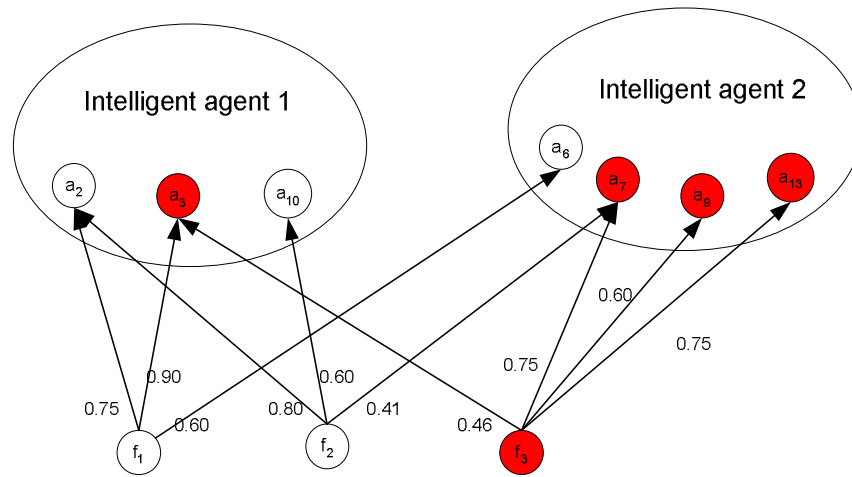 Intelligent agent 1
Intelligent agent 2
a6
a2
a3
a10
a7
a9
a13
0.60
0.75
0.90
0.60
0.75
0.75
0.60
0.80
0.41
0.46
f1
f2
f3